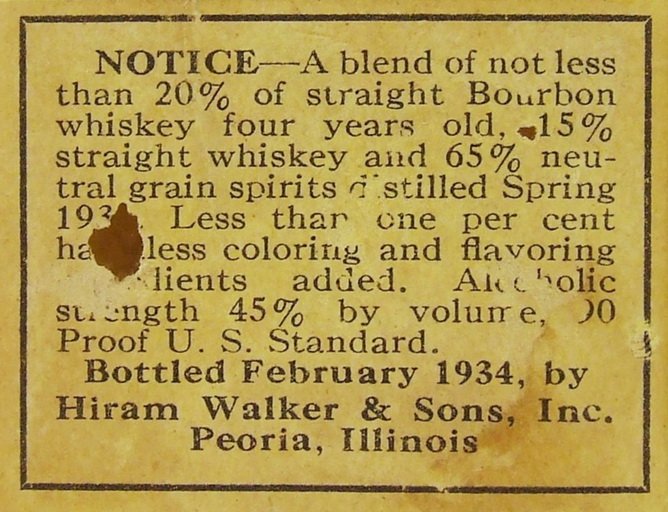 NOTICE—A blend of not less
than 20% of straight Bourbon
whiskey four years old, 15%
straight whiskey and 65% neu-
tral grain spirits distilled Spring
Less than one per cent
coloring and flavoring
added. Alcoholic
strength 45% by volume, 90
Proof U. S. Standard.
Bottled February 1934, by
Hiram Walker & Sons, Inc.
Peoria, Illinois